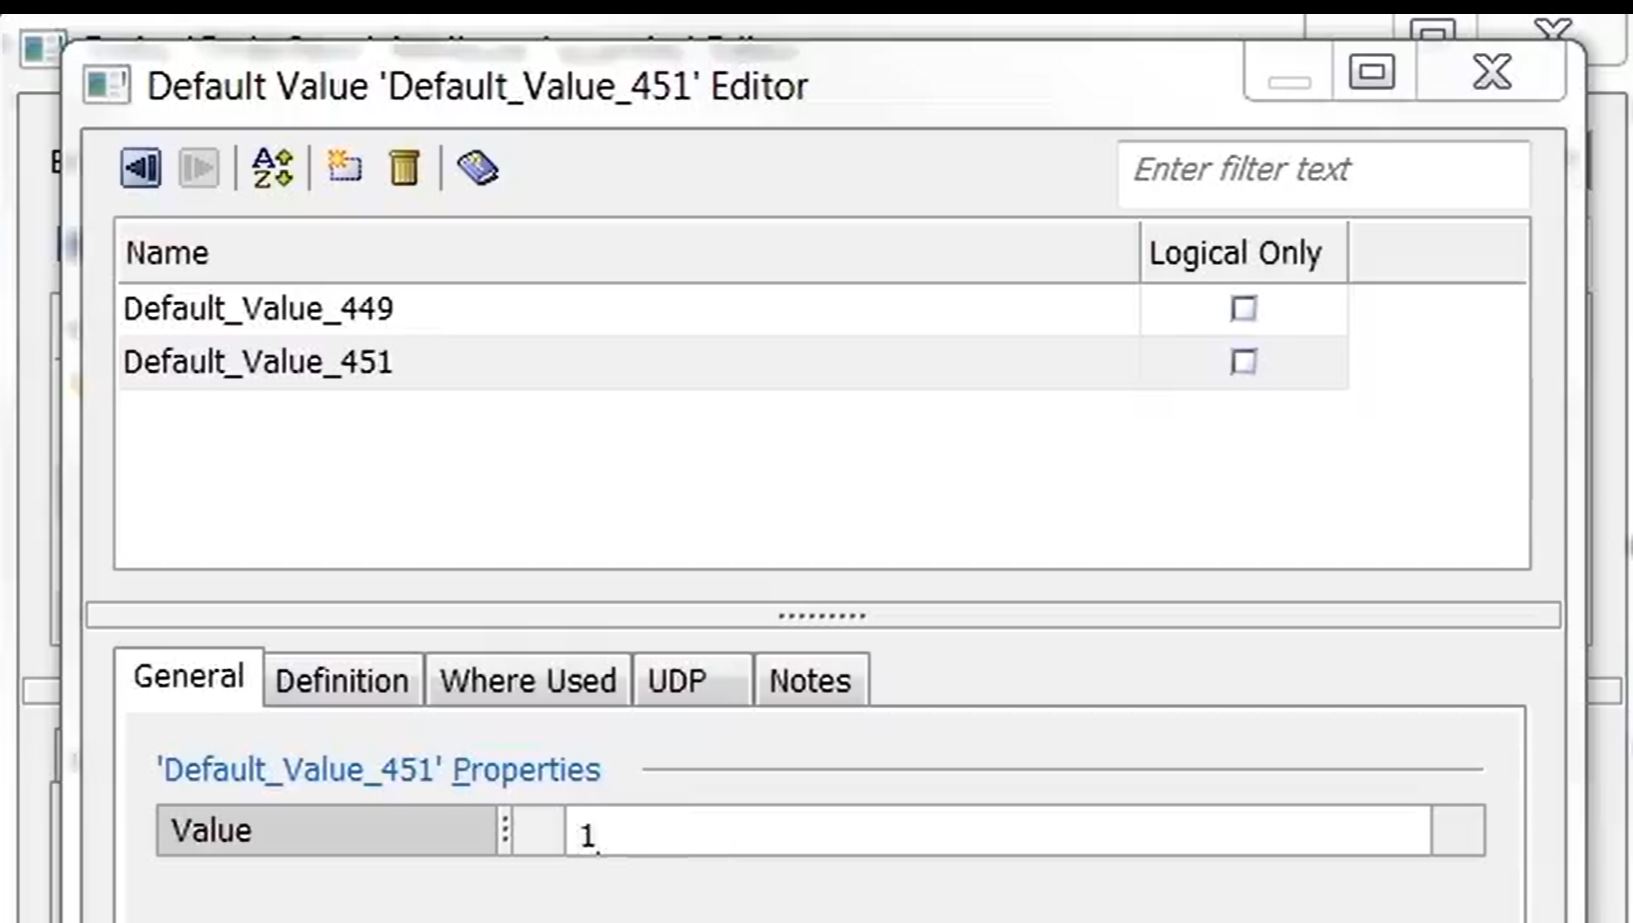 Default Value 'Default_Value_451' Editor
A
Z
Enter filter text
Name Logical Only
Default_Value_449
Default_Value_451
General Definition Where Used UDP Notes
'Default_Value_451' Properties
Value 1